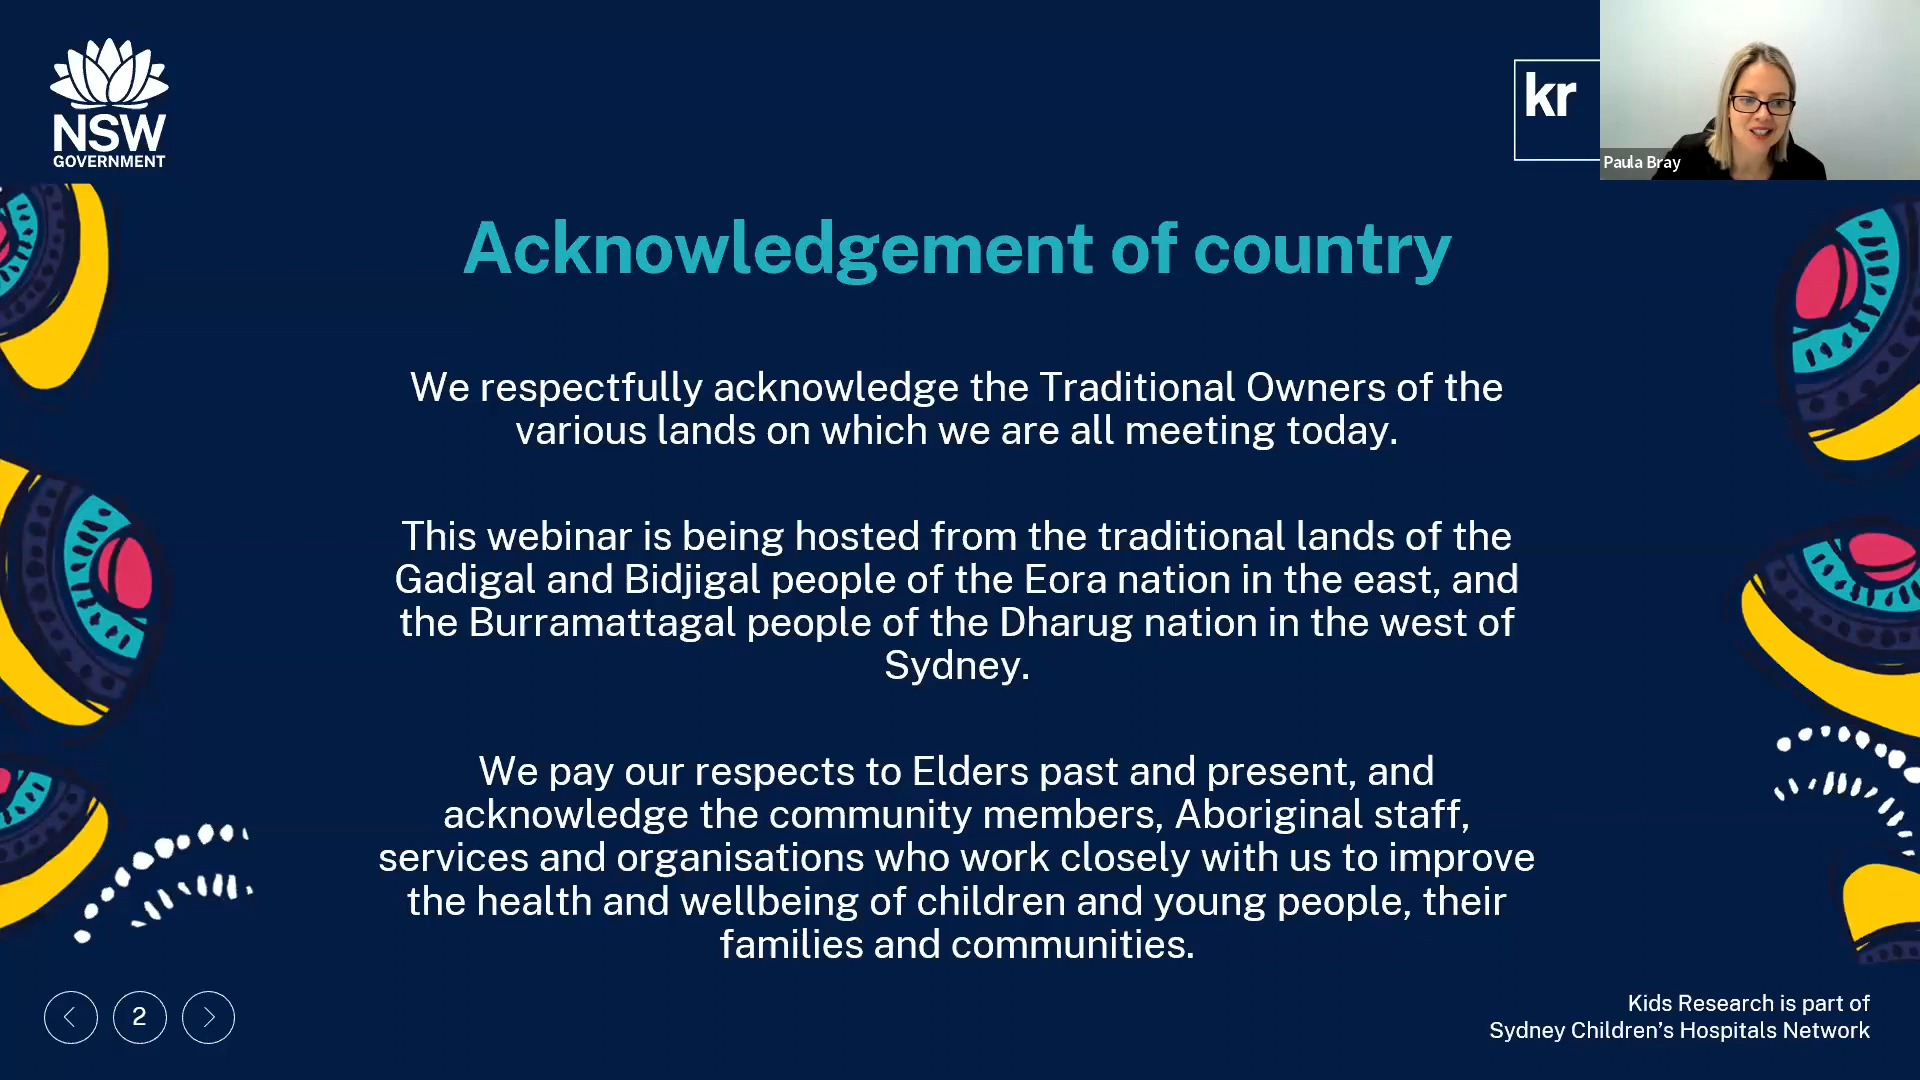 NSW
GOVERNMENT
kr
Paula Bray
Acknowledgement of country
We respectfully acknowledge the Traditional Owners of the
various lands on which we are all meeting today.
This webinar is being hosted from the traditional lands of the
Gadigal and Bidjigal people of the Eora nation in the east, and
the Burramattagal people of the Dharug nation in the west of
Sydney.
We pay our respects to Elders past and present, and
acknowledge the community members, Aboriginal staff,
services and organisations who work closely with us to improve
the health and wellbeing of children and young people, their
families and communities.
2
Kids Research is part of
Sydney Children's Hospitals Network